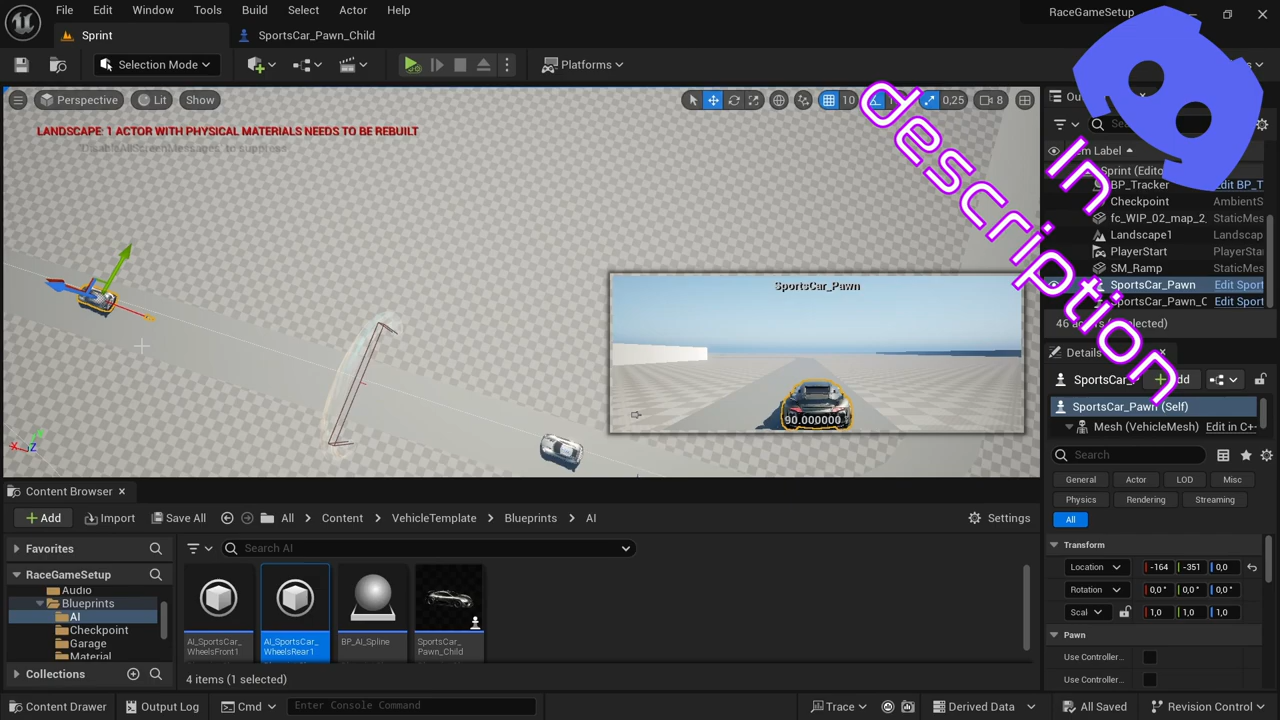 File Edit Window Tools Build Select Actor Help
RaceGameSetup
Sprint
SportsCar_Pawn_Child
Selection Mode
Platforms
Perspective Lit Show
10
0,25
8
LANDSCAPE: 1 ACTOR WITH PHYSICAL MATERIALS NEEDS TO BE REBUILT
'DisableAllScreenMessages' to suppress
In description
SportsCar_Pawn
90.000000
Item Label
Sprint (Edito
BP_Tracker Edit BP_T
Checkpoint AmbientS
fc_WIP_02_map_2_ StaticMes
Landscape1 Landscap
PlayerStart PlayerStar
SM_Ramp StaticMes
SportsCar_Pawn Edit Sport
SportsCar_Pawn_C Edit Sport
Details
SportsCar_
SportsCar_Pawn (Self)
Mesh (VehicleMesh) Edit in C+
Search
General Actor LOD Misc
Physics Rendering Streaming
All
Transform
Location -164 -351 0,0
Rotation 0,0° 0,0° 0,0°
Scal 1,0 1,0 1,0
Pawn
Use Controller...
Use Controller...
Content Browser
Add Import Save All All Content VehicleTemplate Blueprints AI Settings
Favorites
RaceGameSetup
Audio
Blueprints
AI
Checkpoint
Garage
Material
Collections
Search AI
AI_SportsCar_
WheelsFront1
AI_SportsCar_
WheelsRear1
BP_AI_Spline
SportsCar_
Pawn_Child
4 items (1 selected)
Content Drawer Output Log Cmd Enter Console Command Trace Derived Data All Saved Revision Control